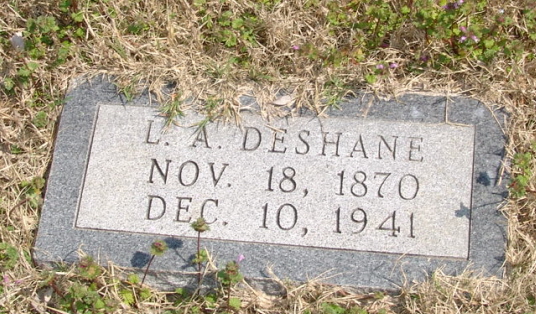 L. A. DESHANE
NOV. 18, 1870
DEC. 10, 1941